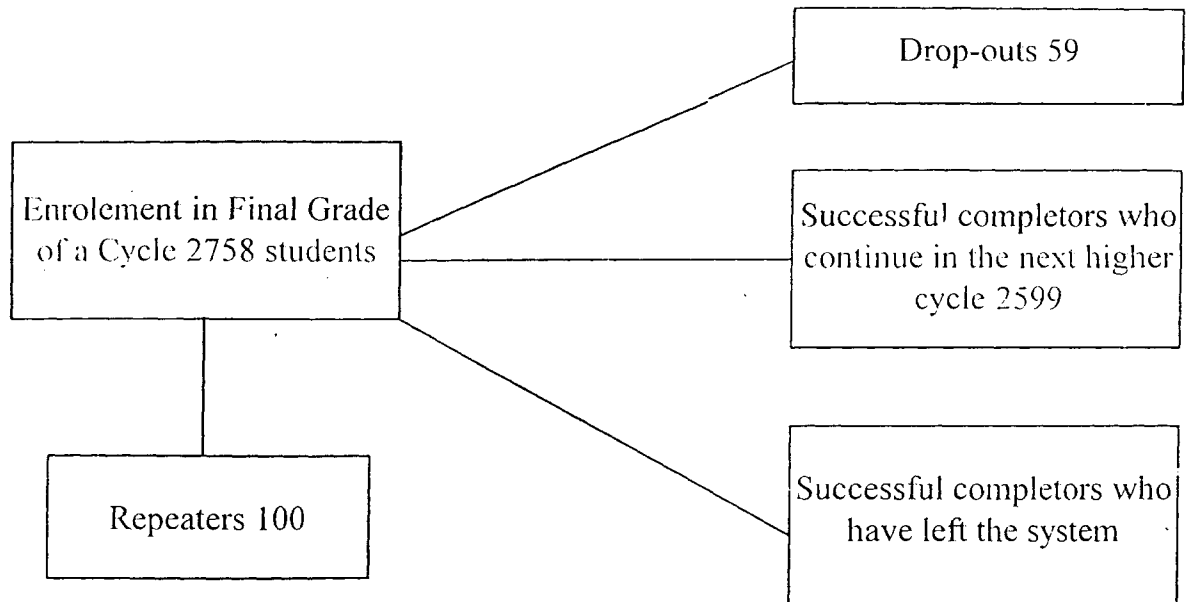 Drop-outs 59
Enrolement in Final Grade
of a Cycle 2758 students
Successful completors who
continue in the next higher
cycle 2599
Repeaters 100
Successful completors who
have left the system